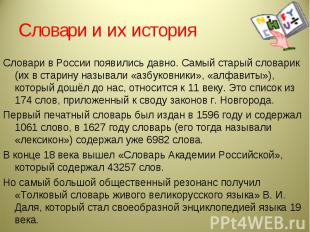 Словари и их история
Словари в России появились давно. Самый старый словарик
(их в старину называли «азбуковники», «алфавиты»),
который дошёл до нас, относится к 11 веку. Это список из
174 слов, приложенный к своду законов г. Новгорода.
Первый печатный словарь был издан в 1596 году и содержал
1061 слово, в 1627 году словарь (его тогда называли
«лексикон») содержал уже 6982 слова.
В конце 18 века вышел «Словарь Академии Российской»,
который содержал 43257 слов.
Но самый большой общественный резонанс получил
«Толковый словарь живого великорусского языка» В. И.
Даля, который стал своеобразной энциклопедией языка 19
века.
PPt4WEB.ru